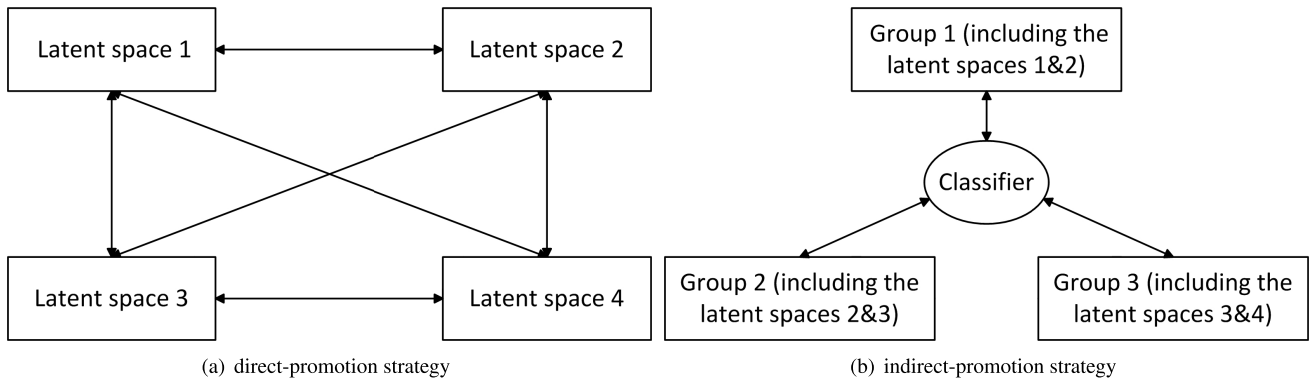 Latent space 1
Latent space 2
Latent space 3
Latent space 4
(a) direct-promotion strategy
Group 1 (including the
latent spaces 1&2)
Classifier
Group 2 (including the
latent spaces 2&3)
Group 3 (including the
latent spaces 3&4)
(b) indirect-promotion strategy